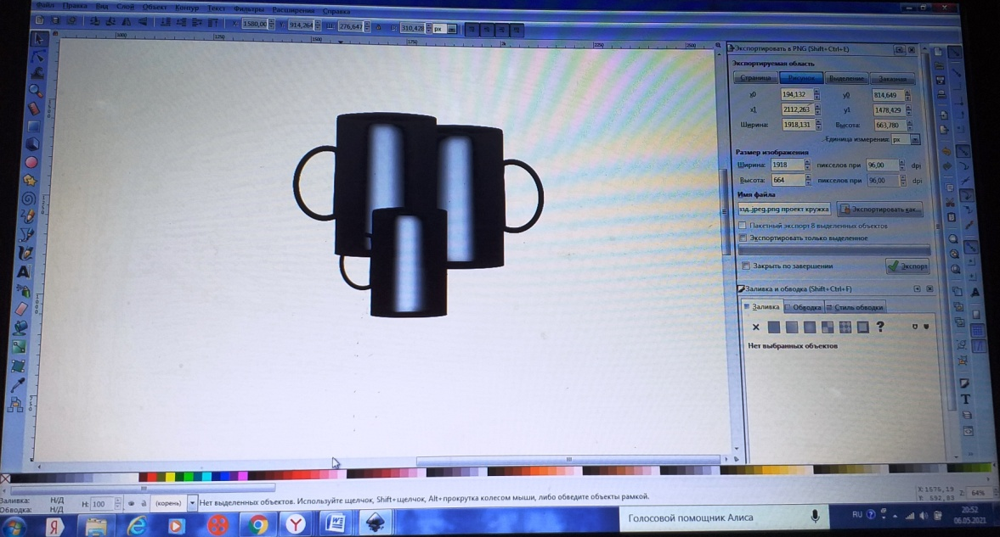 Файл Правка Вид Слой Объект Контур Текст Фильтры Расширения Справка
X: 1580,00 Y: 914,264 Ш: 276,647 В: 310,428 px
Экспортировать в PNG (Shift+Ctrl+E)
Экспортируемая область
Страница Рисунок Выделение Заказная
x0 194,132 y0 814,649
x1 2112,263 y1 1478,429
Ширина: 1918,131 Высота: 663,780
Единица измерения: px
Размер изображения
Ширина: 1918 пикселов при 96,00 dpi
Высота: 664 пикселов при 96,00 dpi
Имя файла
jpeg.png проект кружка Экспортировать как...
Пакетный экспорт 8 выделенных объектов
Экспортировать только выделенное
Закрыть по завершении Экспорт
Заливка и обводка (Shift+Ctrl+F)
Заливка Обводка Стиль обводки
?
Нет выбранных объектов
Заливка: Н/Д
Обводка: Н/Д
Н: 100 (корень) Нет выделенных объектов. Используйте щелчок, Shift+щелчок, Alt+прокрутка колесом мыши, либо обведите объекты рамкой.
X: 1575,19
Y: 592,83
Z: 64%
Голосовой помощник Алиса
RU
20:52
06.05.2021